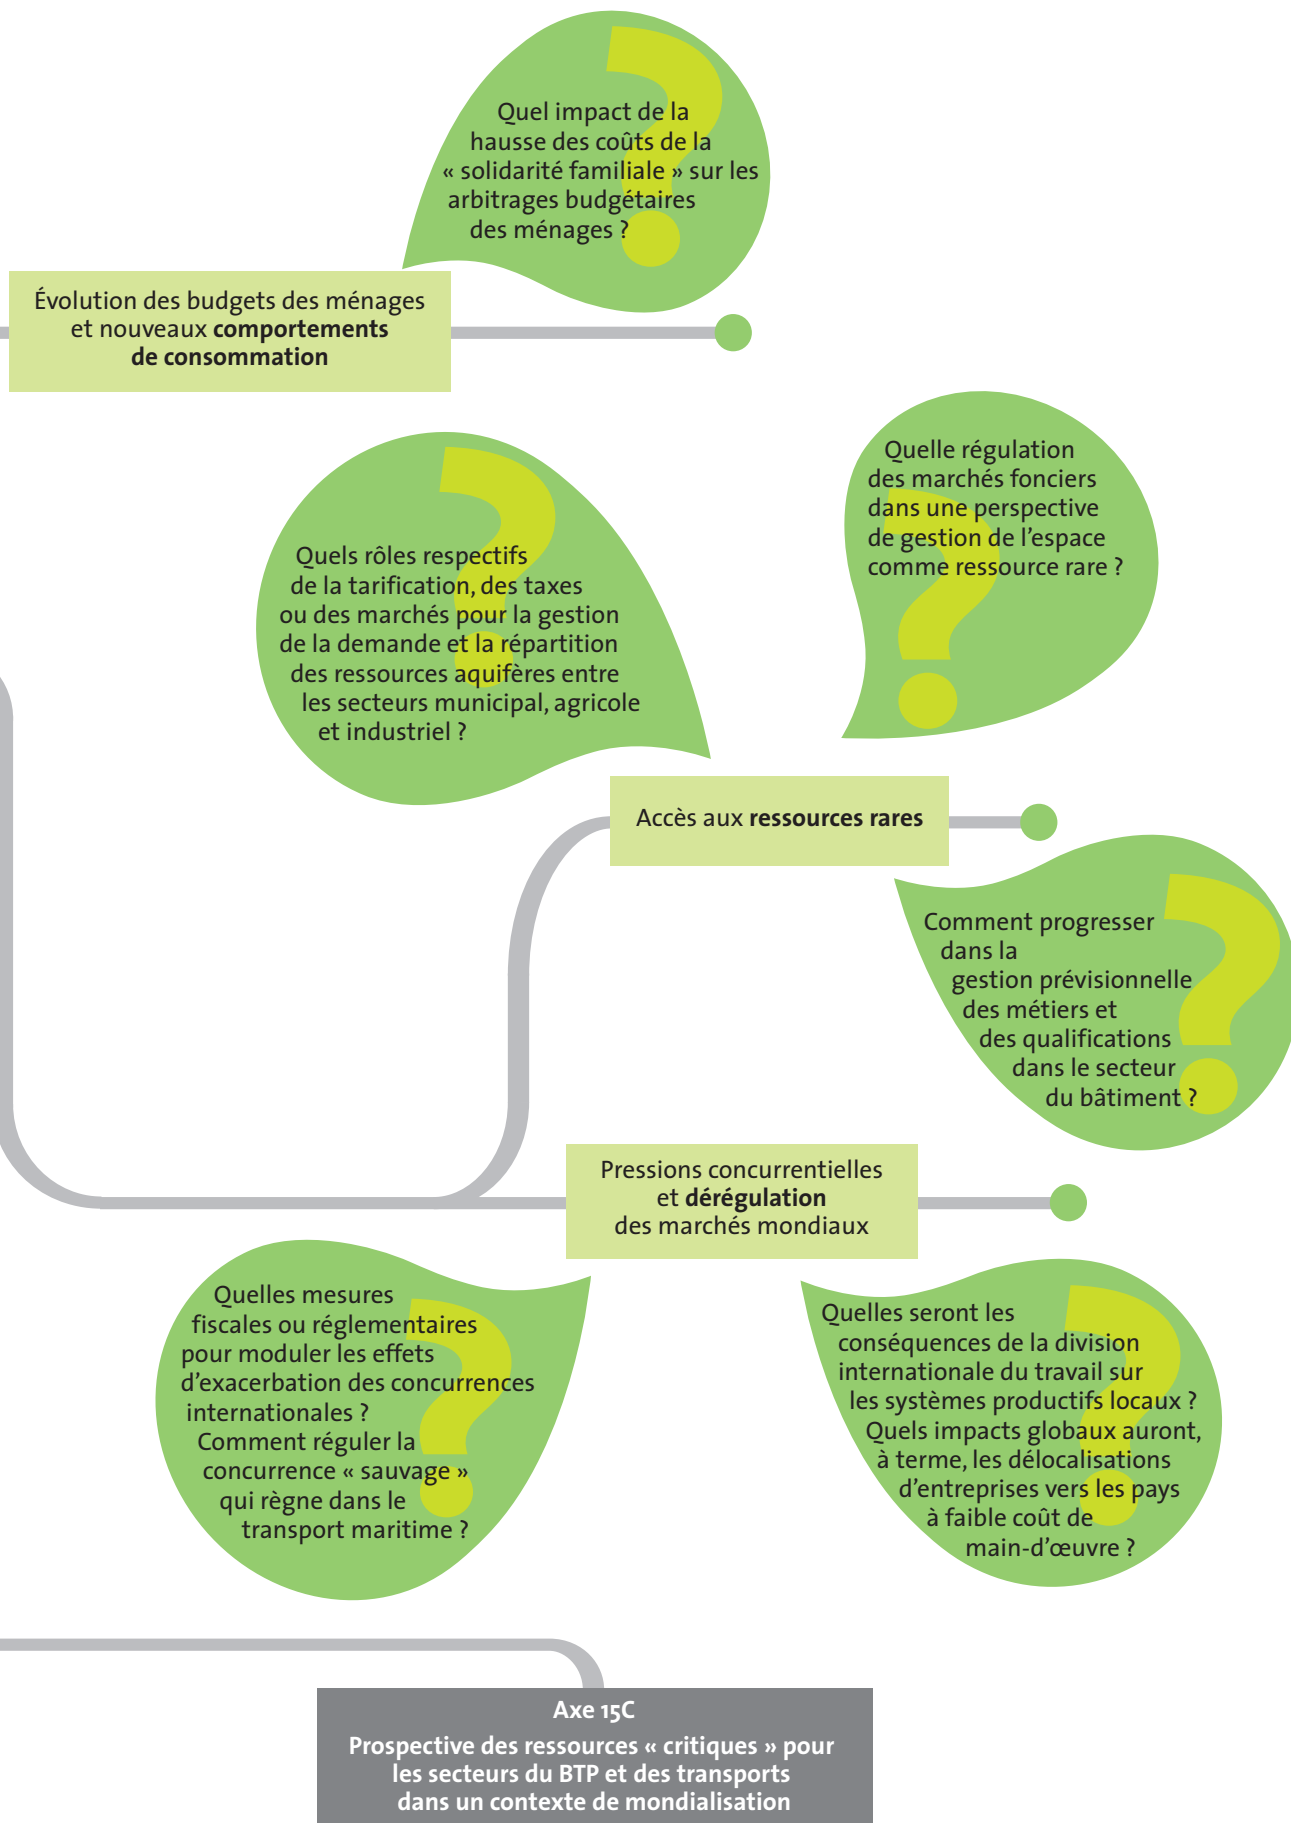 Quel impact de la
hausse des coûts de la
« solidarité familiale » sur les
arbitrages budgétaires
des ménages ?
Évolution des budgets des ménages
et nouveaux comportements
de consommation
Quelle régulation
des marchés fonciers
dans une perspective
de gestion de l’espace
comme ressource rare ?
Quels rôles respectifs
de la tarification, des taxes
ou des marchés pour la gestion
de la demande et la répartition
des ressources aquifères entre
les secteurs municipal, agricole
et industriel ?
Accès aux ressources rares
Comment progresser
dans la
gestion prévisionnelle
des métiers et
des qualifications
dans le secteur
du bâtiment ?
Pressions concurrentielles
et dérégulation
des marchés mondiaux
Quelles mesures
fiscales ou réglementaires
pour moduler les effets
d’exacerbation des concurrences
internationales ?
Comment réguler la
concurrence « sauvage »
qui règne dans le
transport maritime ?
Quelles seront les
conséquences de la division
internationale du travail sur
les systèmes productifs locaux ?
Quels impacts globaux auront,
à terme, les délocalisations
d’entreprises vers les pays
à faible coût de
main-d’œuvre ?
Axe 15C
Prospective des ressources « critiques » pour
les secteurs du BTP et des transports
dans un contexte de mondialisation